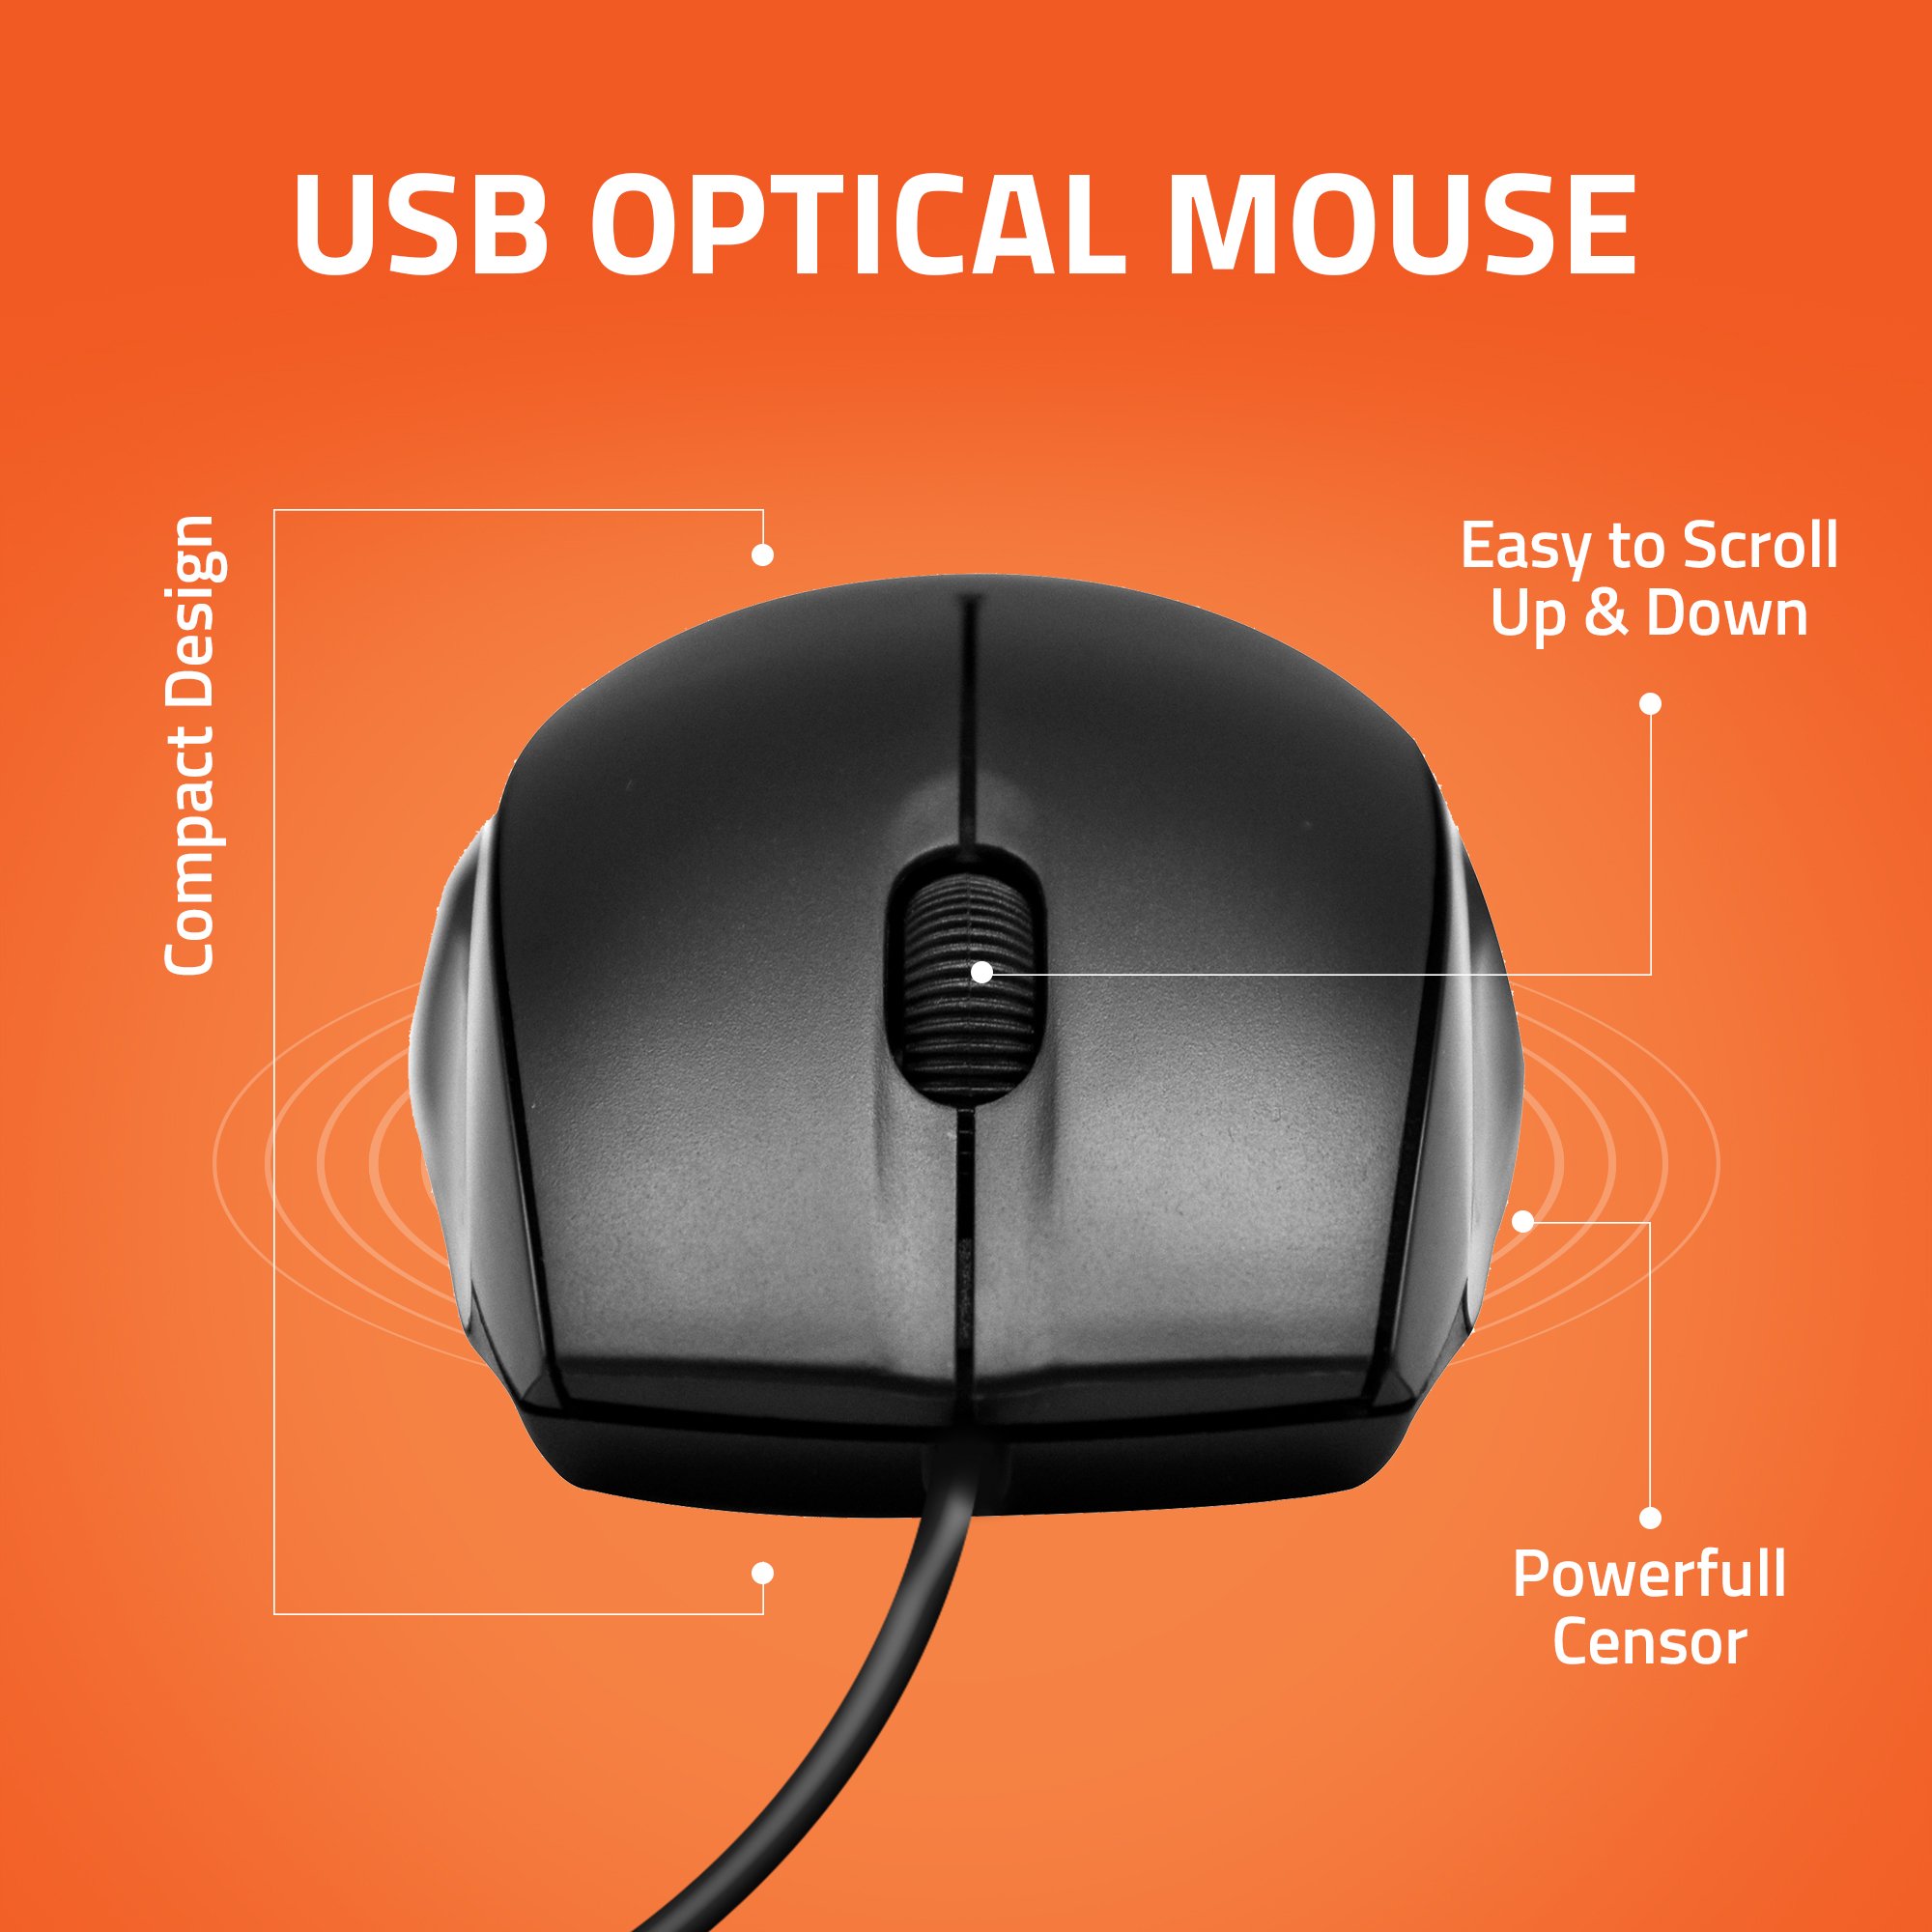 USB OPTICAL MOUSE
Compact Design
Easy to Scroll
Up & Down
Powerfull
Censor